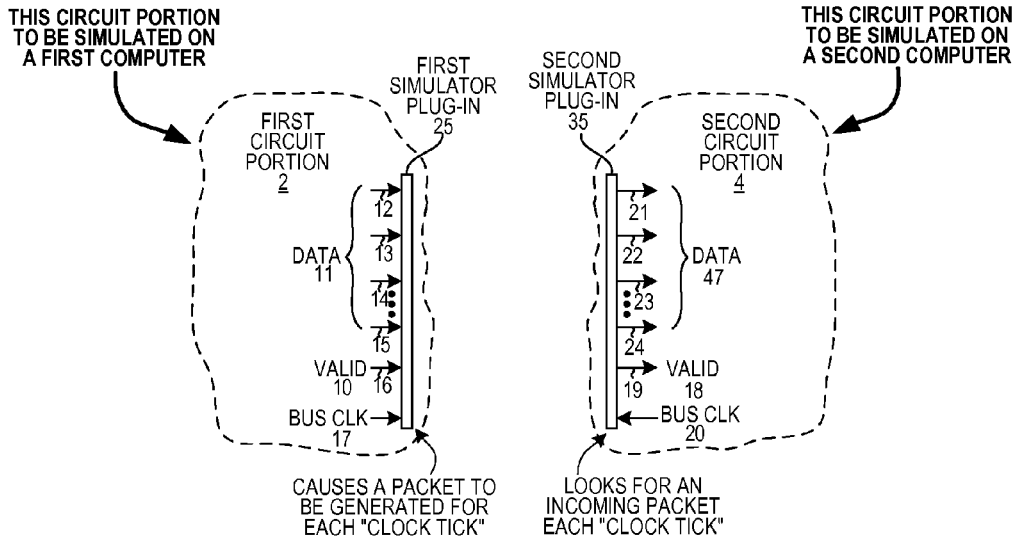 THIS CIRCUIT PORTION
TO BE SIMULATED ON
A FIRST COMPUTER
THIS CIRCUIT PORTION
TO BE SIMULATED ON
A SECOND COMPUTER
FIRST
SIMULATOR
PLUG-IN
25
SECOND
SIMULATOR
PLUG-IN
35
FIRST
CIRCUIT
PORTION
2
SECOND
CIRCUIT
PORTION
4
12
13
DATA
11
14
15
VALID
10
16
BUS CLK
17
21
22
DATA
47
23
24
19
VALID
18
BUS CLK
20
CAUSES A PACKET TO
BE GENERATED FOR
EACH "CLOCK TICK"
LOOKS FOR AN
INCOMING PACKET
EACH "CLOCK TICK"